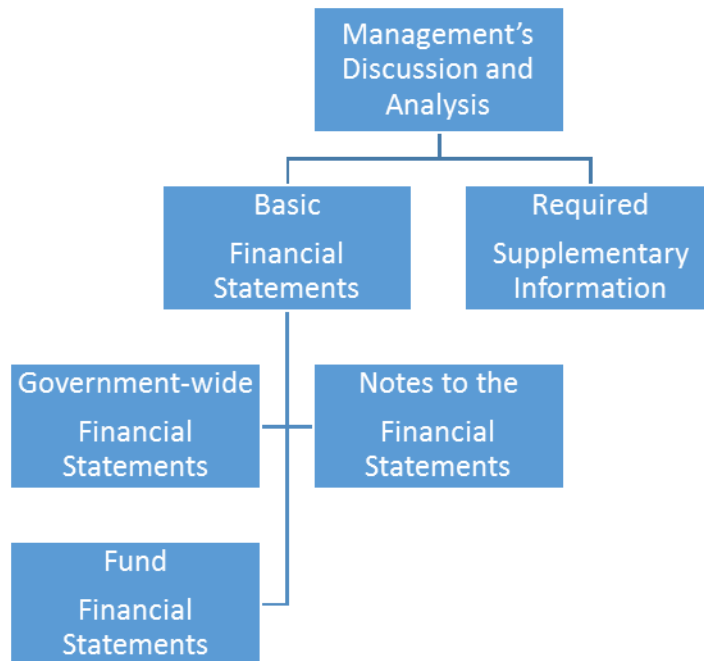 Management’s
Discussion and
Analysis
Basic
Financial
Statements
Required
Supplementary
Information
Government-wide
Financial
Statements
Notes to the
Financial
Statements
Fund
Financial
Statements